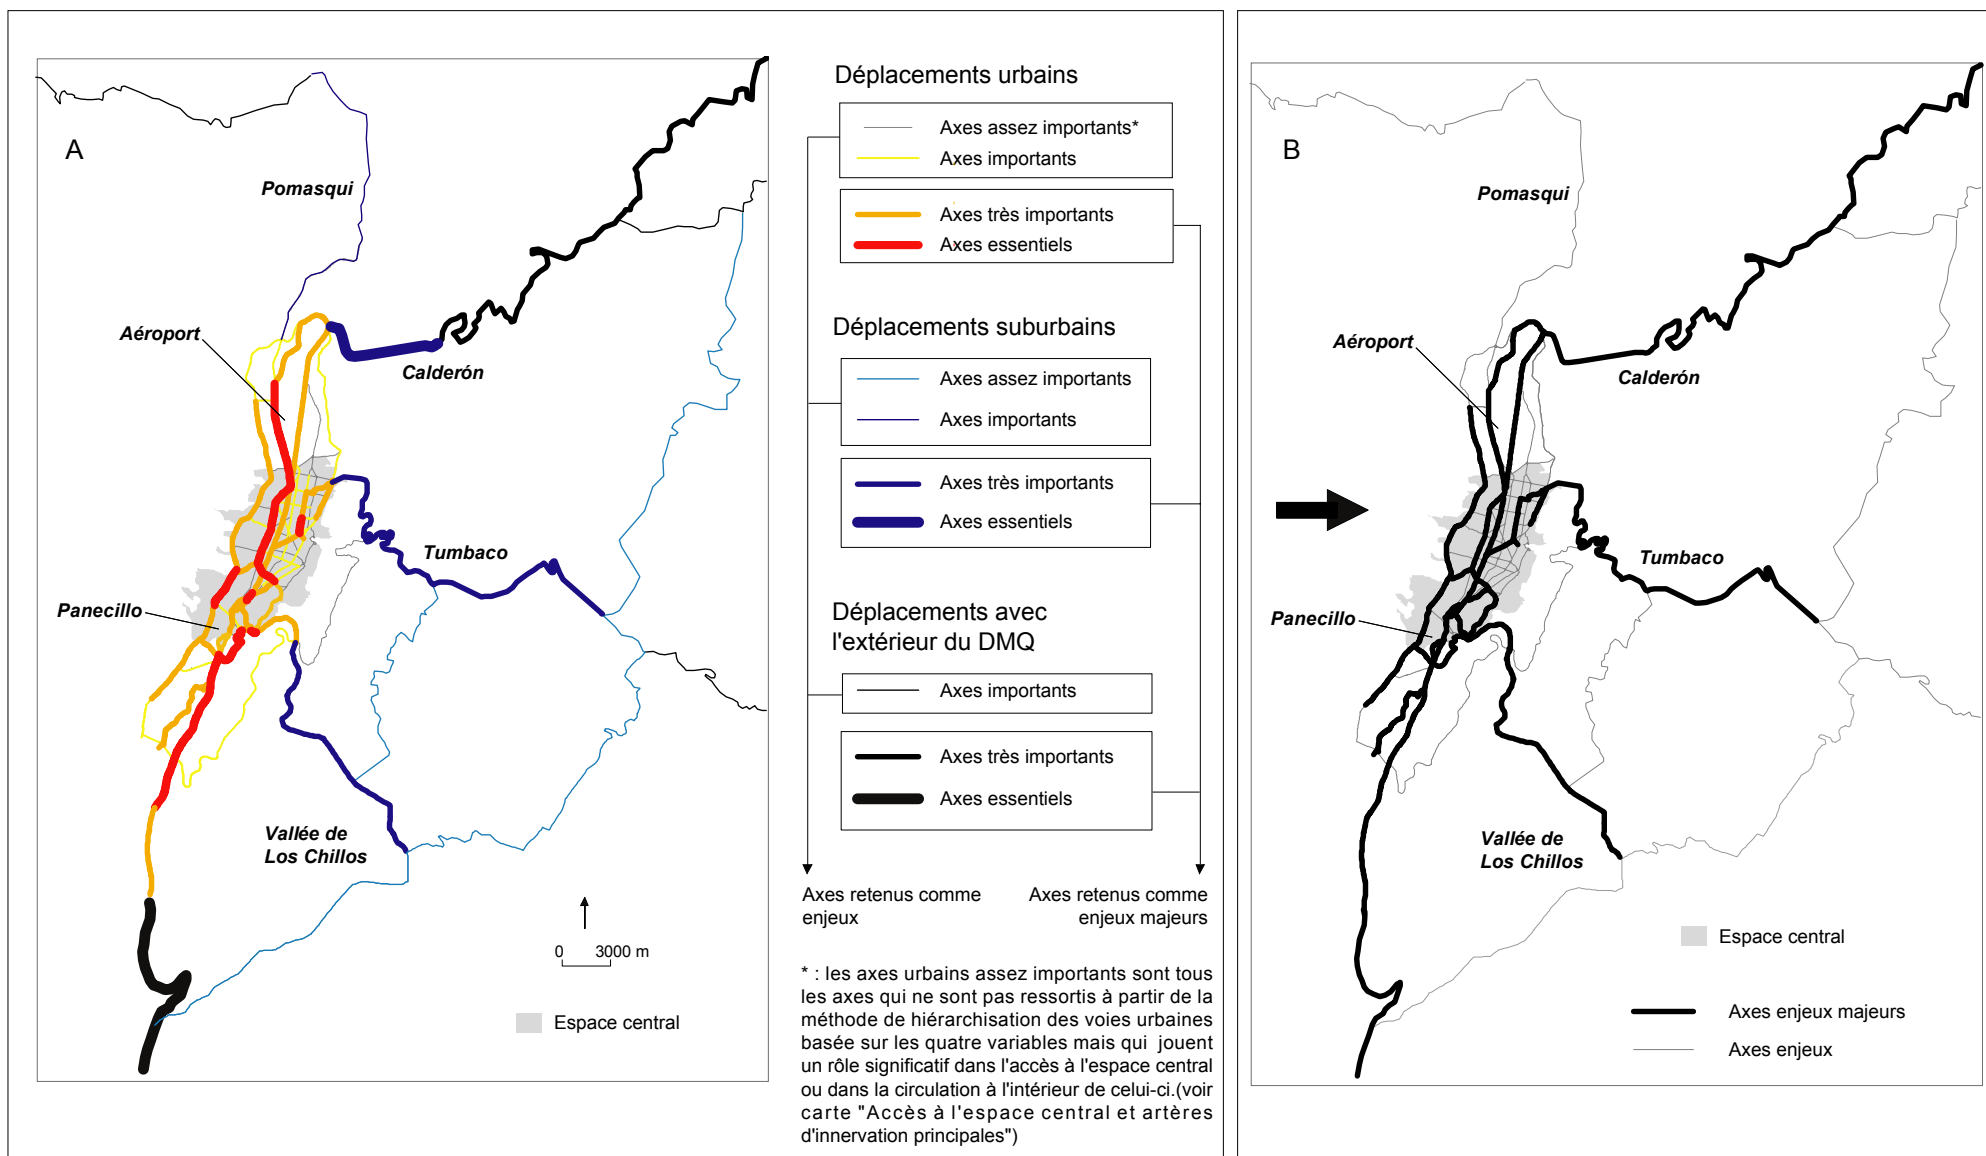 A
Pomasqui
Aéroport
Calderón
Tumbaco
Panecillo
Vallée de
Los Chillos
0 3000 m
Espace central
Déplacements urbains
Axes assez importants*
Axes importants
Axes très importants
Axes essentiels
Déplacements suburbains
Axes assez importants
Axes importants
Axes très importants
Axes essentiels
Déplacements avec
l'extérieur du DMQ
Axes importants
Axes très importants
Axes essentiels
Axes retenus comme
enjeux
Axes retenus comme
enjeux majeurs
* : les axes urbains assez importants sont tous
les axes qui ne sont pas ressortis à partir de la
méthode de hiérarchisation des voies urbaines
basée sur les quatre variables mais qui jouent
un rôle significatif dans l'accès à l'espace central
ou dans la circulation à l'intérieur de celui-ci.(voir
carte "Accès à l'espace central et artères
d'innervation principales")
B
Pomasqui
Aéroport
Calderón
Tumbaco
Panecillo
Vallée de
Los Chillos
Espace central
Axes enjeux majeurs
Axes enjeux